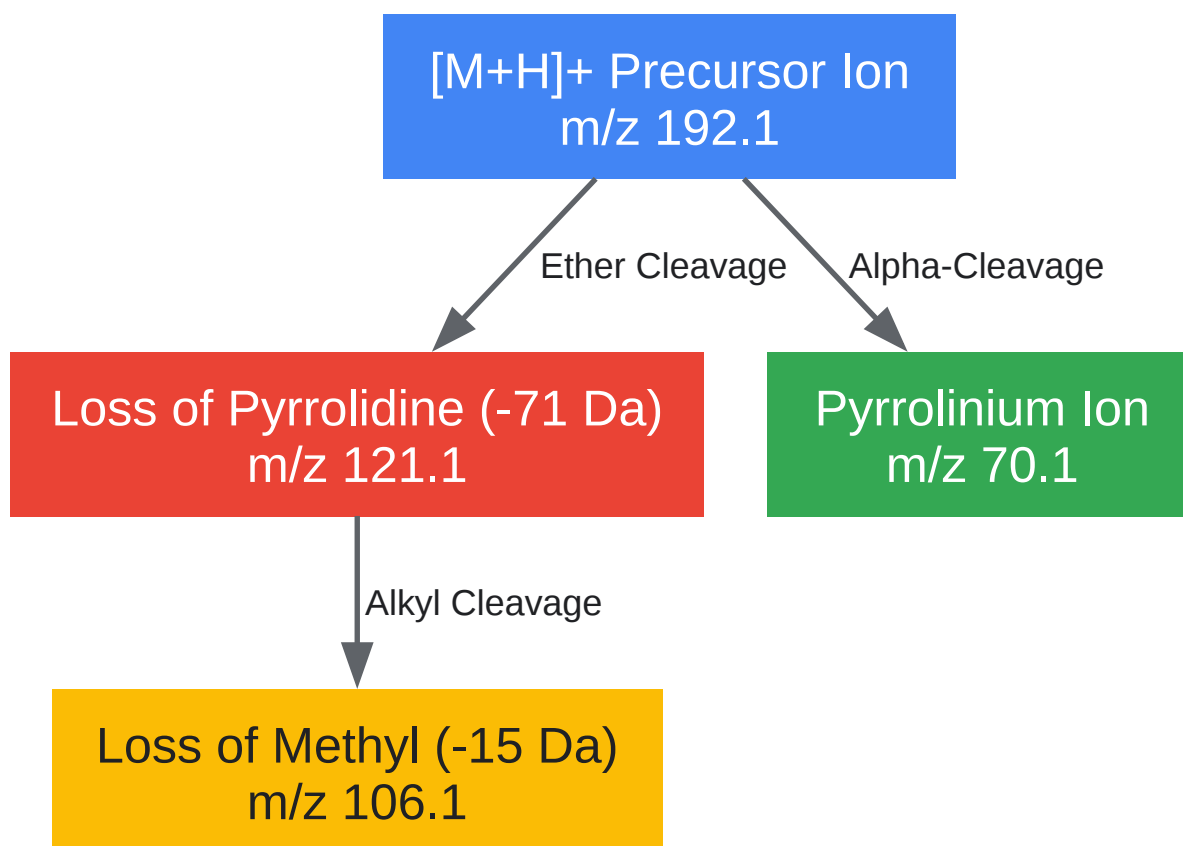 [M+H]+ Precursor Ion
m/z 192.1
Ether Cleavage
Alpha-Cleavage
Loss of Pyrrolidine (-71 Da)
m/z 121.1
Pyrrolinium Ion
m/z 70.1
Alkyl Cleavage
Loss of Methyl (-15 Da)
m/z 106.1